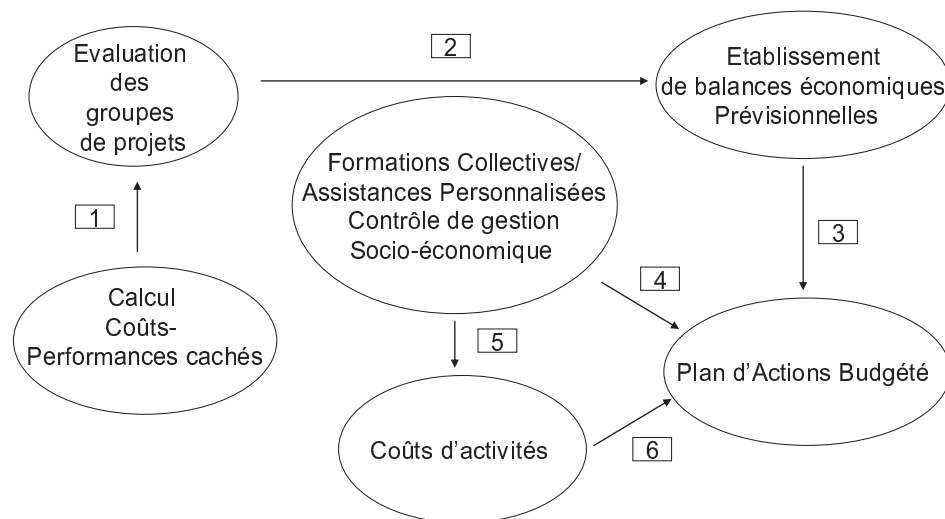 Evaluation
des
groupes
de projets
2
Etablissement
de balances économiques
Prévisionnelles
Formations Collectives/
Assistances Personnalisées
Contrôle de gestion
Socio-économique
1
3
Calcul
Coûts-
Performances cachés
4
5
Plan d'Actions Budgété
Coûts d'activités
6